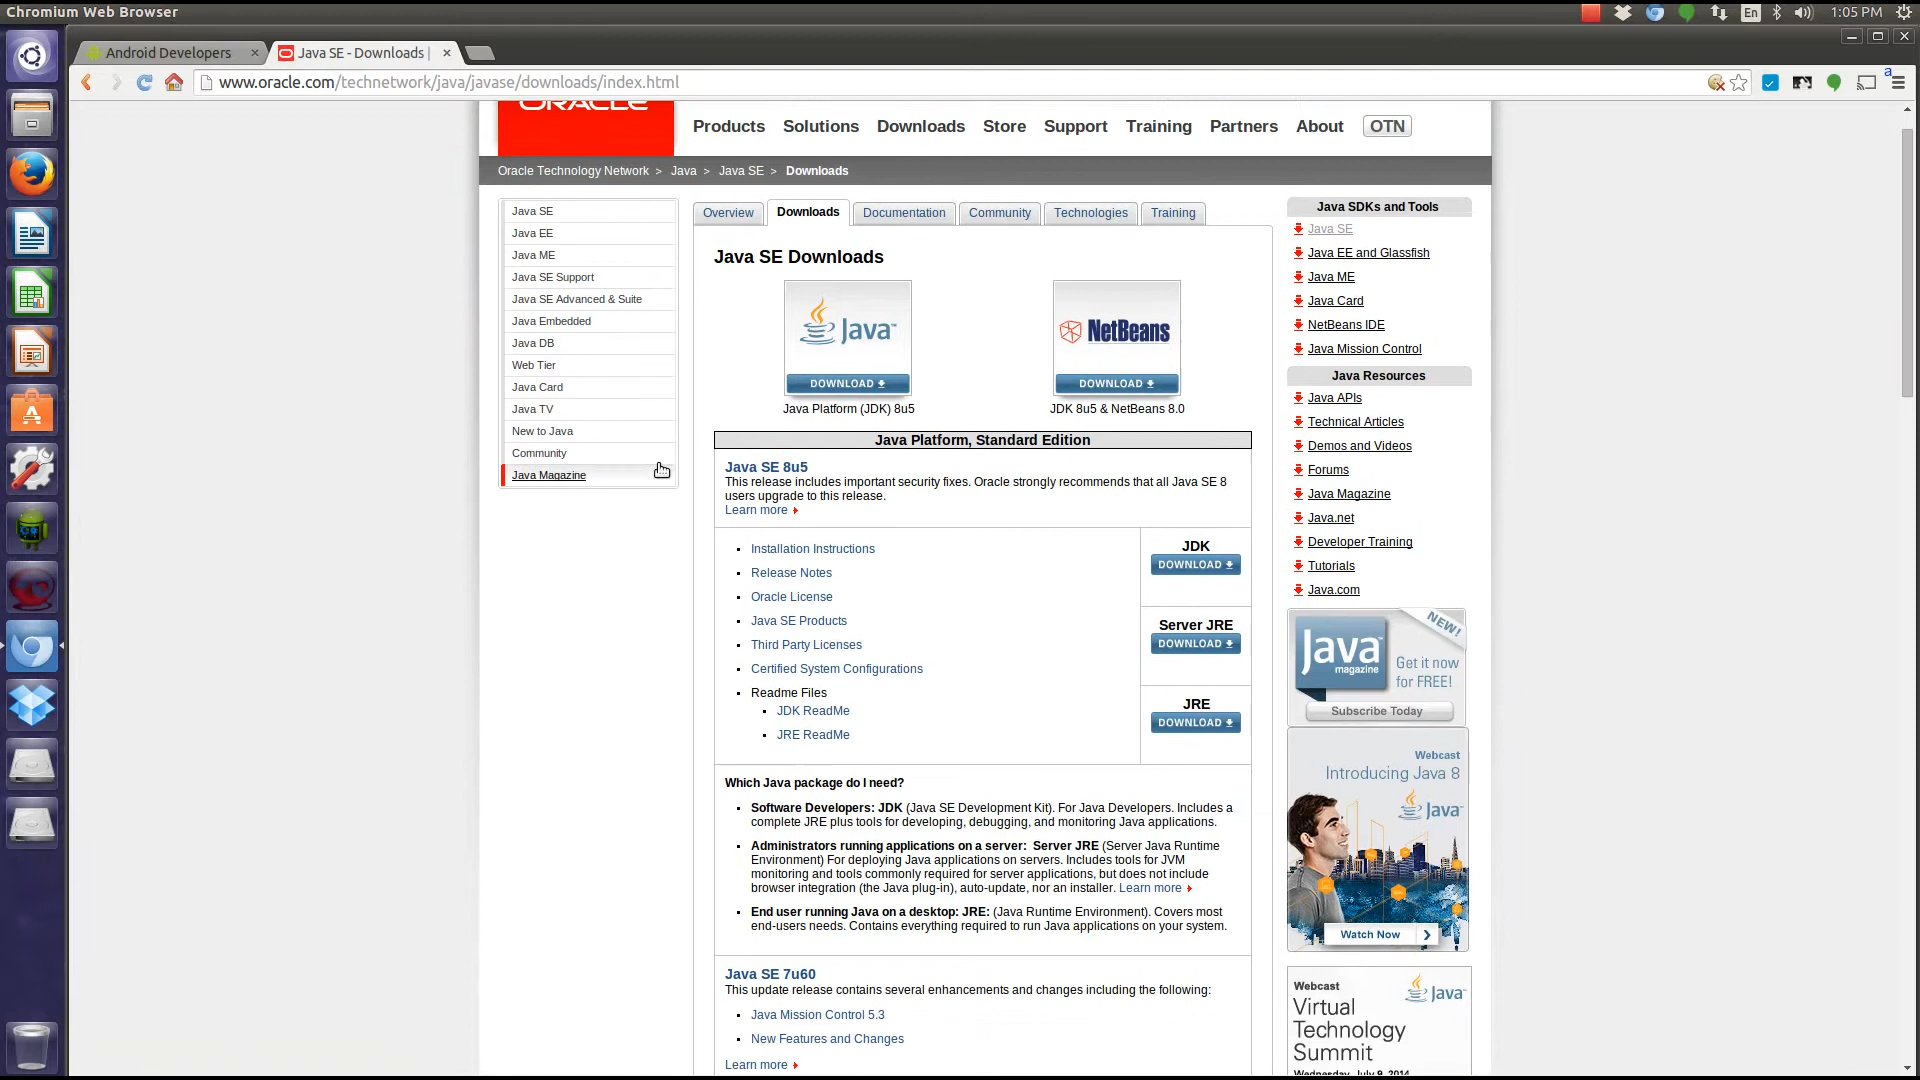 Chromium Web Browser
En
1:05 PM
Android Developers
Java SE - Downloads |
www.oracle.com/technetwork/java/javase/downloads/index.html
a
ORACLE
Products Solutions Downloads Store Support Training Partners About OTN
Oracle Technology Network > Java > Java SE > Downloads
Java SE
Java EE
Java ME
Java SE Support
Java SE Advanced & Suite
Java Embedded
Java DB
Web Tier
Java Card
Java TV
New to Java
Community
Java Magazine
Overview Downloads Documentation Community Technologies Training
Java SE Downloads
Java
DOWNLOAD
Java Platform (JDK) 8u5
NetBeans
DOWNLOAD
JDK 8u5 & NetBeans 8.0
Java Platform, Standard Edition
Java SE 8u5
This release includes important security fixes. Oracle strongly recommends that all Java SE 8
users upgrade to this release.
Learn more
Installation Instructions
Release Notes
Oracle License
Java SE Products
Third Party Licenses
Certified System Configurations
Readme Files
JDK ReadMe
JRE ReadMe
JDK
DOWNLOAD
Server JRE
DOWNLOAD
JRE
DOWNLOAD
Which Java package do I need?
Software Developers: JDK (Java SE Development Kit). For Java Developers. Includes a
complete JRE plus tools for developing, debugging, and monitoring Java applications.
Administrators running applications on a server: Server JRE (Server Java Runtime
Environment) For deploying Java applications on servers. Includes tools for JVM
monitoring and tools commonly required for server applications, but does not include
browser integration (the Java plug-in), auto-update, nor an installer. Learn more
End user running Java on a desktop: JRE: (Java Runtime Environment). Covers most
end-users needs. Contains everything required to run Java applications on your system.
Java SE 7u60
This update release contains several enhancements and changes including the following:
Java Mission Control 5.3
New Features and Changes
Learn more
Java SDKs and Tools
Java SE
Java EE and Glassfish
Java ME
Java Card
NetBeans IDE
Java Mission Control
Java Resources
Java APIs
Technical Articles
Demos and Videos
Forums
Java Magazine
Java.net
Developer Training
Tutorials
Java.com
NEW!
Java
magazine
Get it now
for FREE!
Subscribe Today
Webcast
Introducing Java 8
Java
Watch Now
Webcast
Java
Virtual
Technology
Summit
Wednesday, July 9, 2014